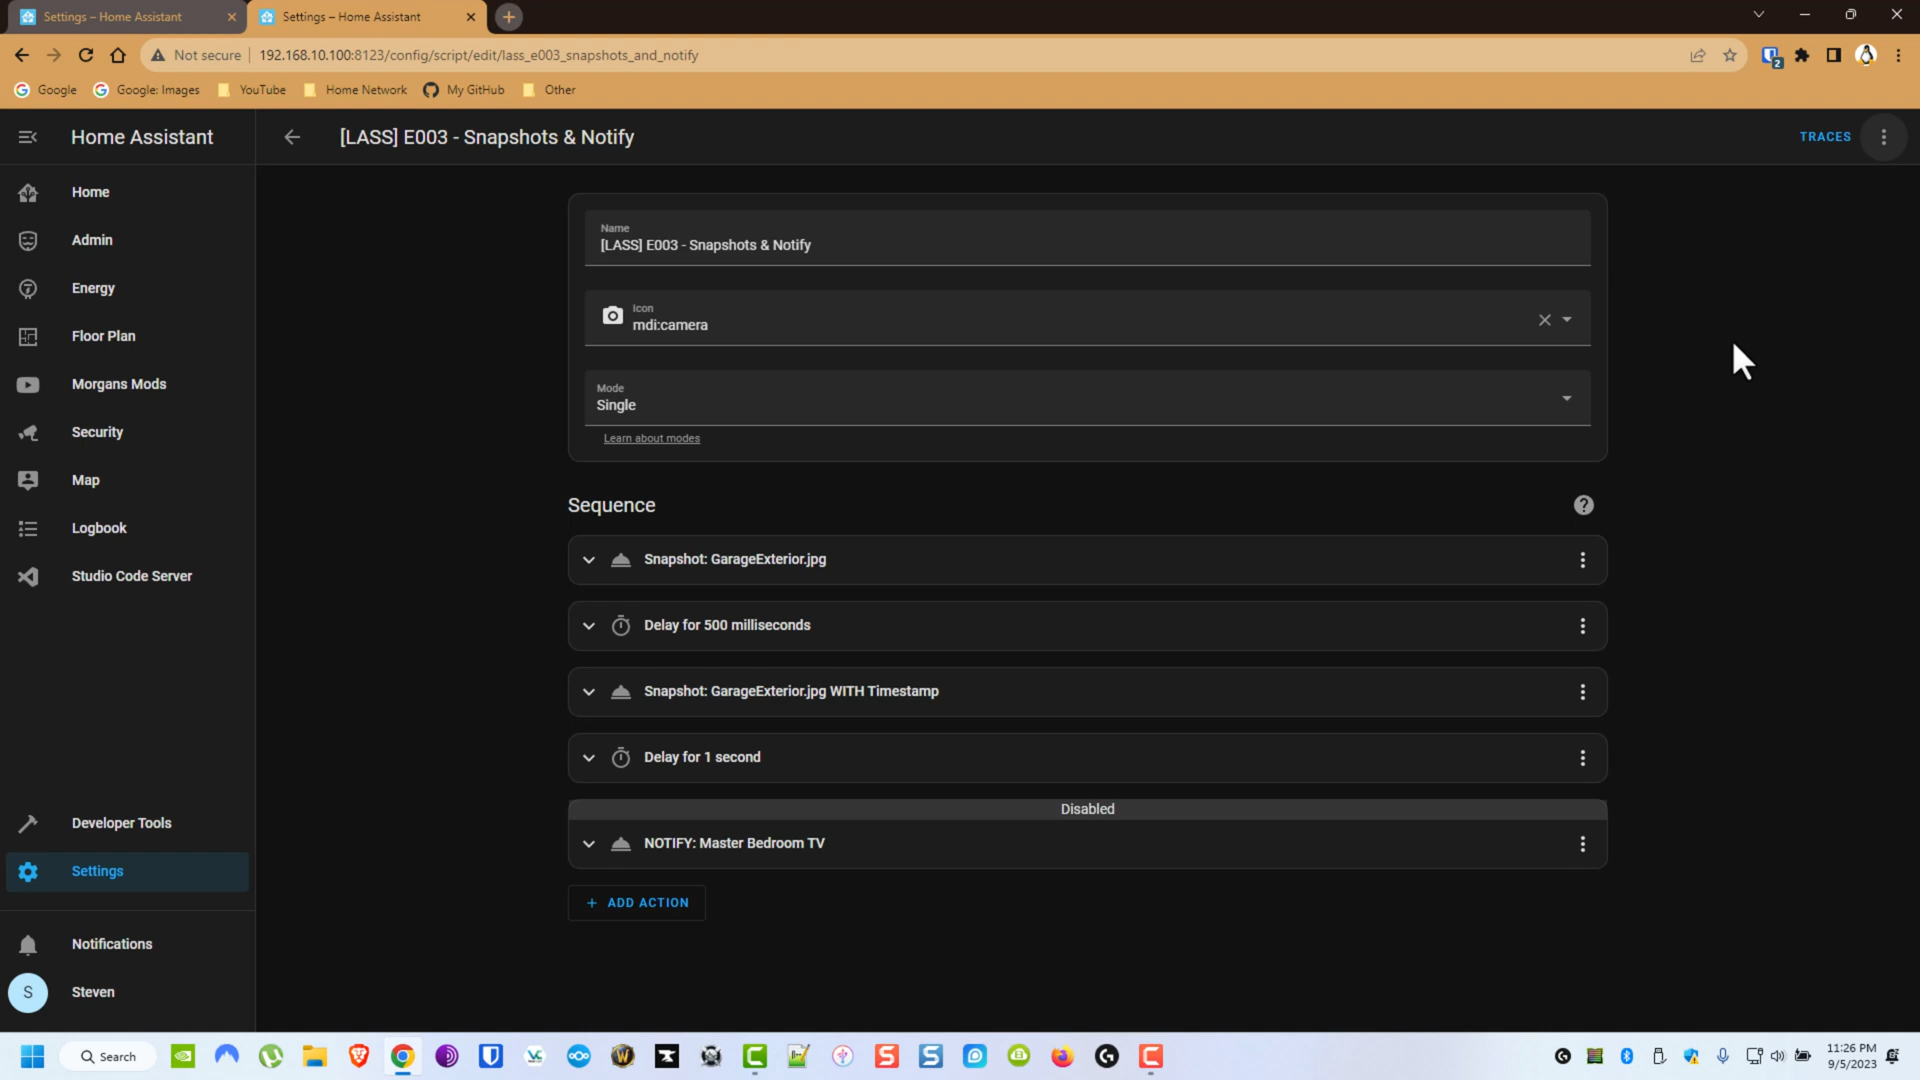 Settings – Home Assistant
Settings – Home Assistant
Not secure
192.168.10.100:8123/config/script/edit/lass_e003_snapshots_and_notify
2
Google
Google: Images
YouTube
Home Network
My GitHub
Other
Home Assistant
[LASS] E003 - Snapshots & Notify
TRACES
Home
Admin
Energy
Floor Plan
Morgans Mods
Security
Map
Logbook
Studio Code Server
Developer Tools
Settings
Notifications
S
Steven
Name
[LASS] E003 - Snapshots & Notify
Icon
mdi:camera
Mode
Single
Learn about modes
Sequence
Snapshot: GarageExterior.jpg
Delay for 500 milliseconds
Snapshot: GarageExterior.jpg WITH Timestamp
Delay for 1 second
Disabled
NOTIFY: Master Bedroom TV
ADD ACTION
Search
11:26 PM
9/5/2023